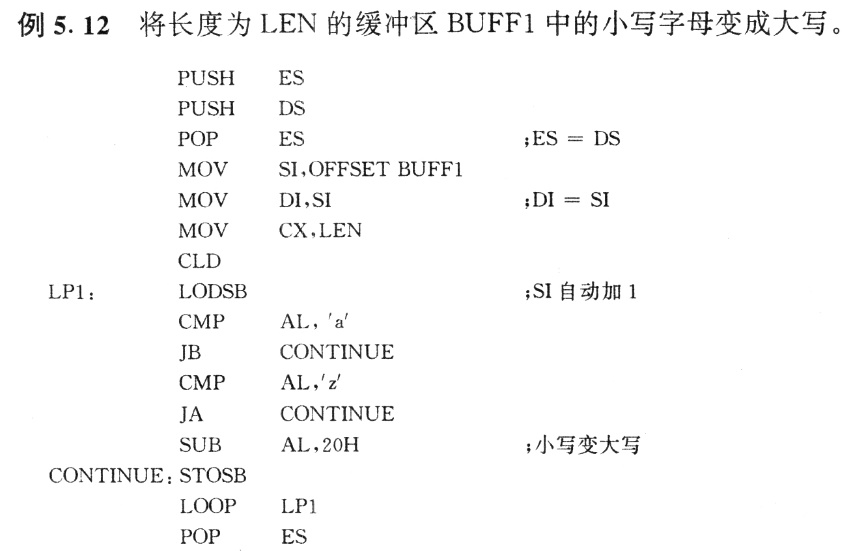 例 5.12 将长度为 LEN 的缓冲区 BUFF1 中的小写字母变成大写。
PUSH ES
PUSH DS
POP ES ;ES = DS
MOV SI,OFFSET BUFF1
MOV DI,SI ;DI = SI
MOV CX,LEN
CLD
LP1: LODSB ;SI 自动加 1
CMP AL, 'a'
JB CONTINUE
CMP AL,'z'
JA CONTINUE
SUB AL,20H ;小写变大写
CONTINUE: STOSB
LOOP LP1
POP ES